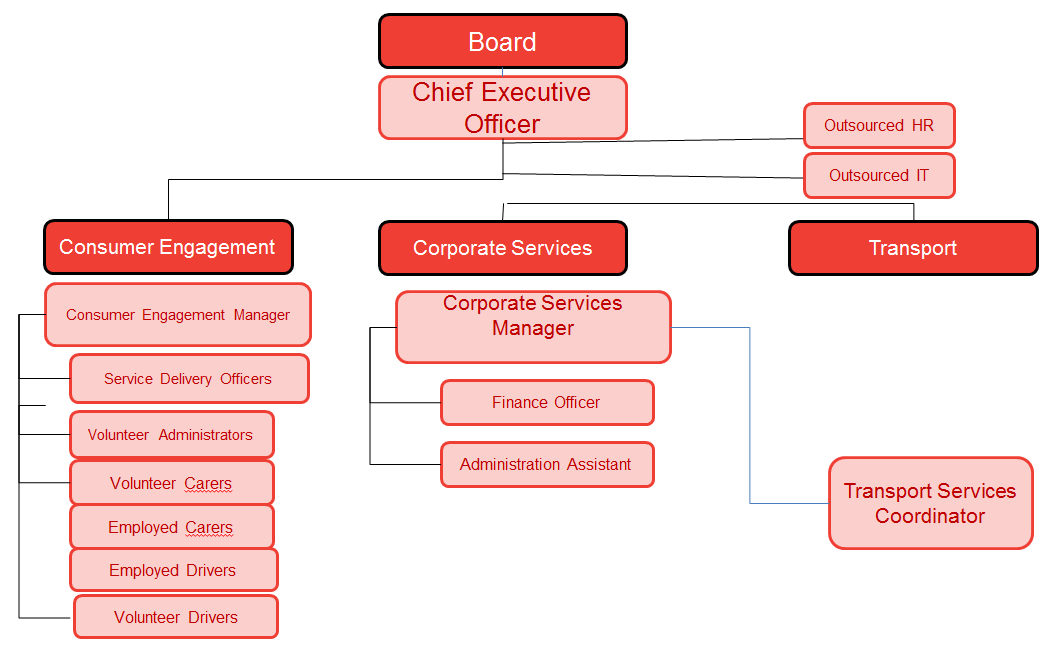 Board
Chief Executive
Officer
Outsourced HR
Outsourced IT
Consumer Engagement
Corporate Services
Transport
Consumer Engagement Manager
Service Delivery Officers
Volunteer Administrators
Volunteer Carers
Employed Carers
Employed Drivers
Volunteer Drivers
Corporate Services
Manager
Finance Officer
Administration Assistant
Transport Services
Coordinator